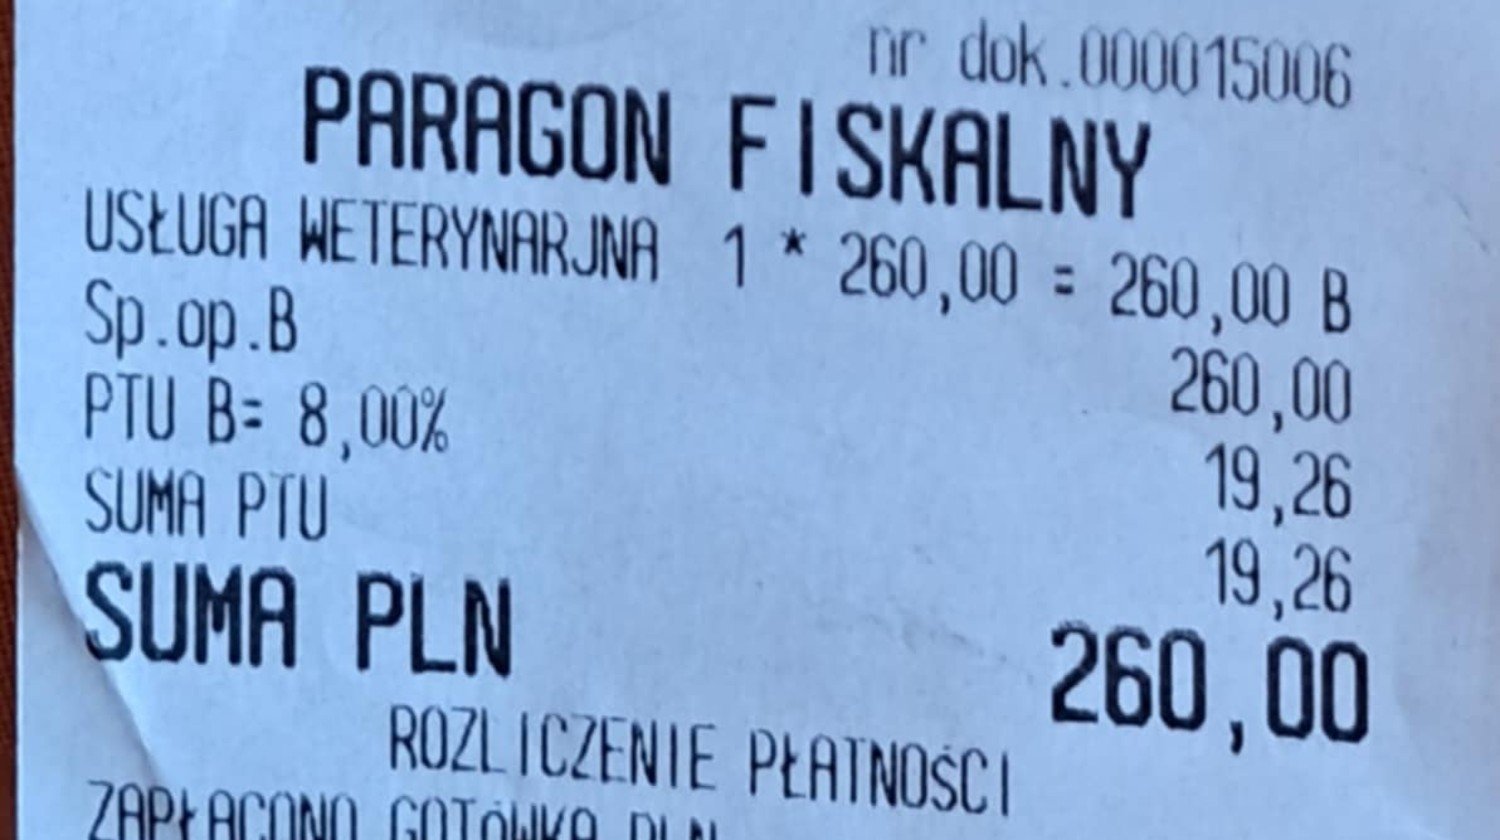 nr dok.000015006
PARAGON FISKALNY
USŁUGA WETERYNARJNA 1 * 260,00 = 260,00 B
Sp.op.B 260,00
PTU B= 8,00% 19,26
SUMA PTU 19,26
SUMA PLN 260,00
ROZLICZENIE PŁATNOŚCI
ZAPŁACONO GOTÓWKA PLN